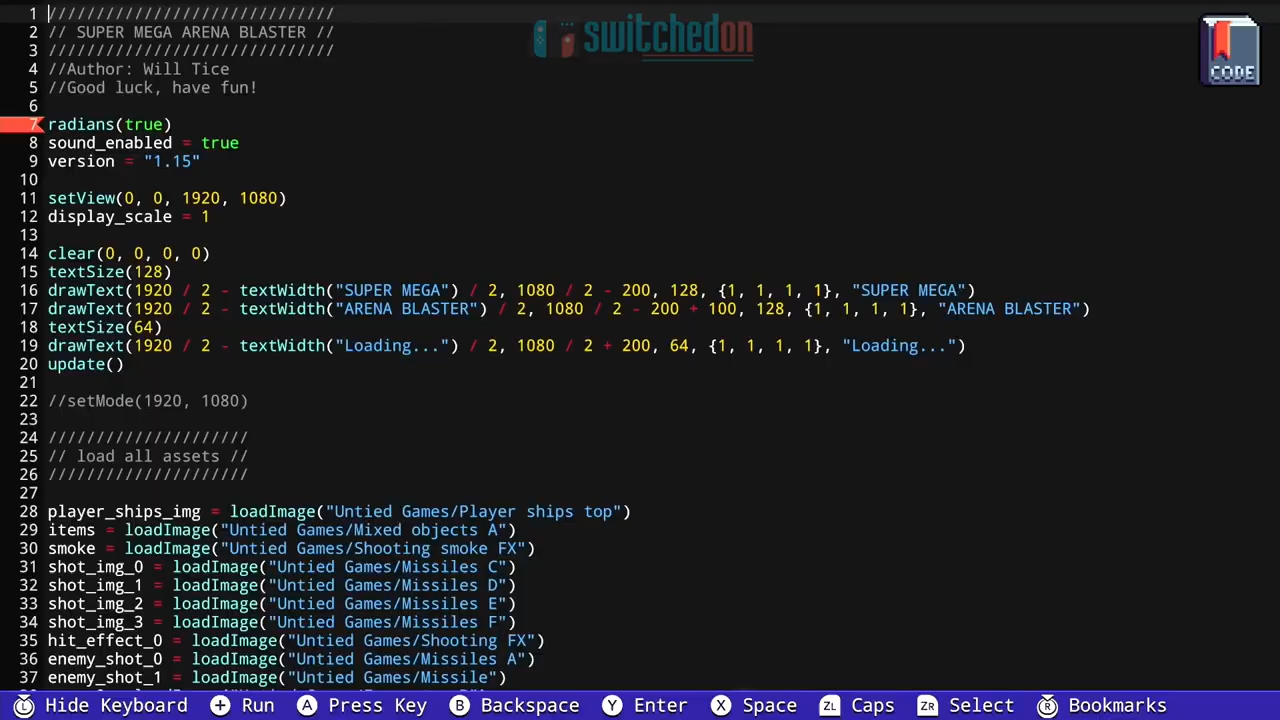 switchedon
CODE
1 /////////////////////////////////
2 // SUPER MEGA ARENA BLASTER //
3 /////////////////////////////////
4 //Author: Will Tice
5 //Good luck, have fun!
6
7 radians(true)
8 sound_enabled = true
9 version = "1.15"
10
11 setView(0, 0, 1920, 1080)
12 display_scale = 1
13
14 clear(0, 0, 0, 0)
15 textSize(128)
16 drawText(1920 / 2 - textWidth("SUPER MEGA") / 2, 1080 / 2 - 200, 128, {1, 1, 1, 1}, "SUPER MEGA")
17 drawText(1920 / 2 - textWidth("ARENA BLASTER") / 2, 1080 / 2 - 200 + 100, 128, {1, 1, 1, 1}, "ARENA BLASTER")
18 textSize(64)
19 drawText(1920 / 2 - textWidth("Loading...") / 2, 1080 / 2 + 200, 64, {1, 1, 1, 1}, "Loading...")
20 update()
21
22 //setMode(1920, 1080)
23
24 /////////////////////
25 // load all assets //
26 /////////////////////
27
28 player_ships_img = loadImage("Untied Games/Player ships top")
29 items = loadImage("Untied Games/Mixed objects A")
30 smoke = loadImage("Untied Games/Shooting smoke FX")
31 shot_img_0 = loadImage("Untied Games/Missiles C")
32 shot_img_1 = loadImage("Untied Games/Missiles D")
33 shot_img_2 = loadImage("Untied Games/Missiles E")
34 shot_img_3 = loadImage("Untied Games/Missiles F")
35 hit_effect_0 = loadImage("Untied Games/Shooting FX")
36 enemy_shot_0 = loadImage("Untied Games/Missiles A")
37 enemy_shot_1 = loadImage("Untied Games/Missile")
L Hide Keyboard + Run A Press Key B Backspace Y Enter X Space ZL Caps ZR Select R Bookmarks